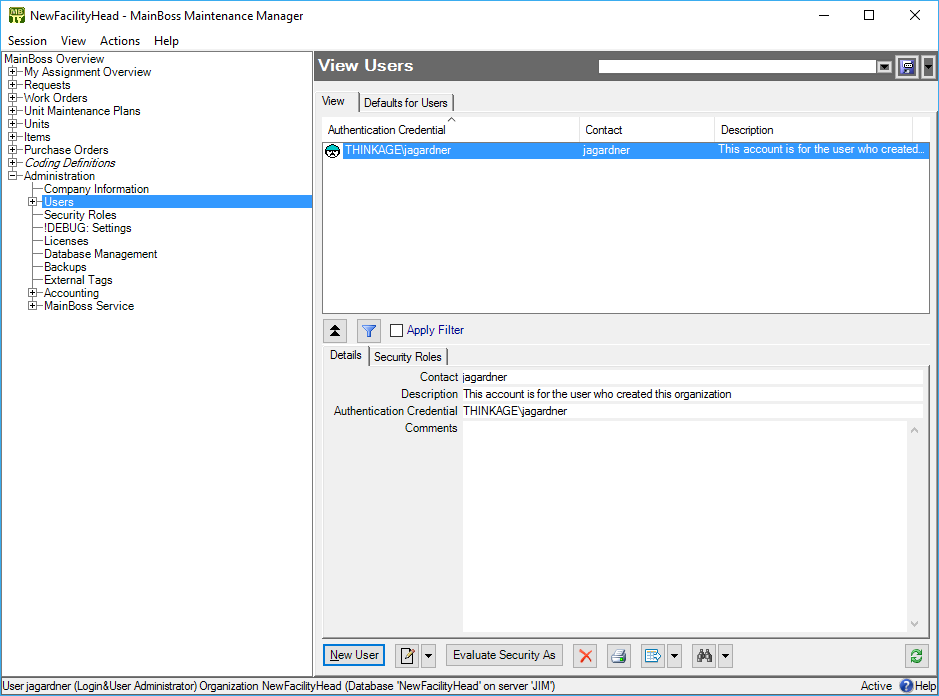 NewFacilityHead - MainBoss Maintenance Manager
Session View Actions Help
MainBoss Overview
My Assignment Overview
Requests
Work Orders
Unit Maintenance Plans
Units
Items
Purchase Orders
Coding Definitions
Administration
Company Information
Users
Security Roles
!DEBUG: Settings
Licenses
Database Management
Backups
External Tags
Accounting
MainBoss Service
View Users
View Defaults for Users
Authentication Credential Contact Description
THINKAGE\jagardner jagardner This account is for the user who created...
Apply Filter
Details Security Roles
Contact jagardner
Description This account is for the user who created this organization
Authentication Credential THINKAGE\jagardner
Comments
New User Evaluate Security As
User jagardner (Login&User Administrator) Organization NewFacilityHead (Database 'NewFacilityHead' on server 'JIM') Active Help